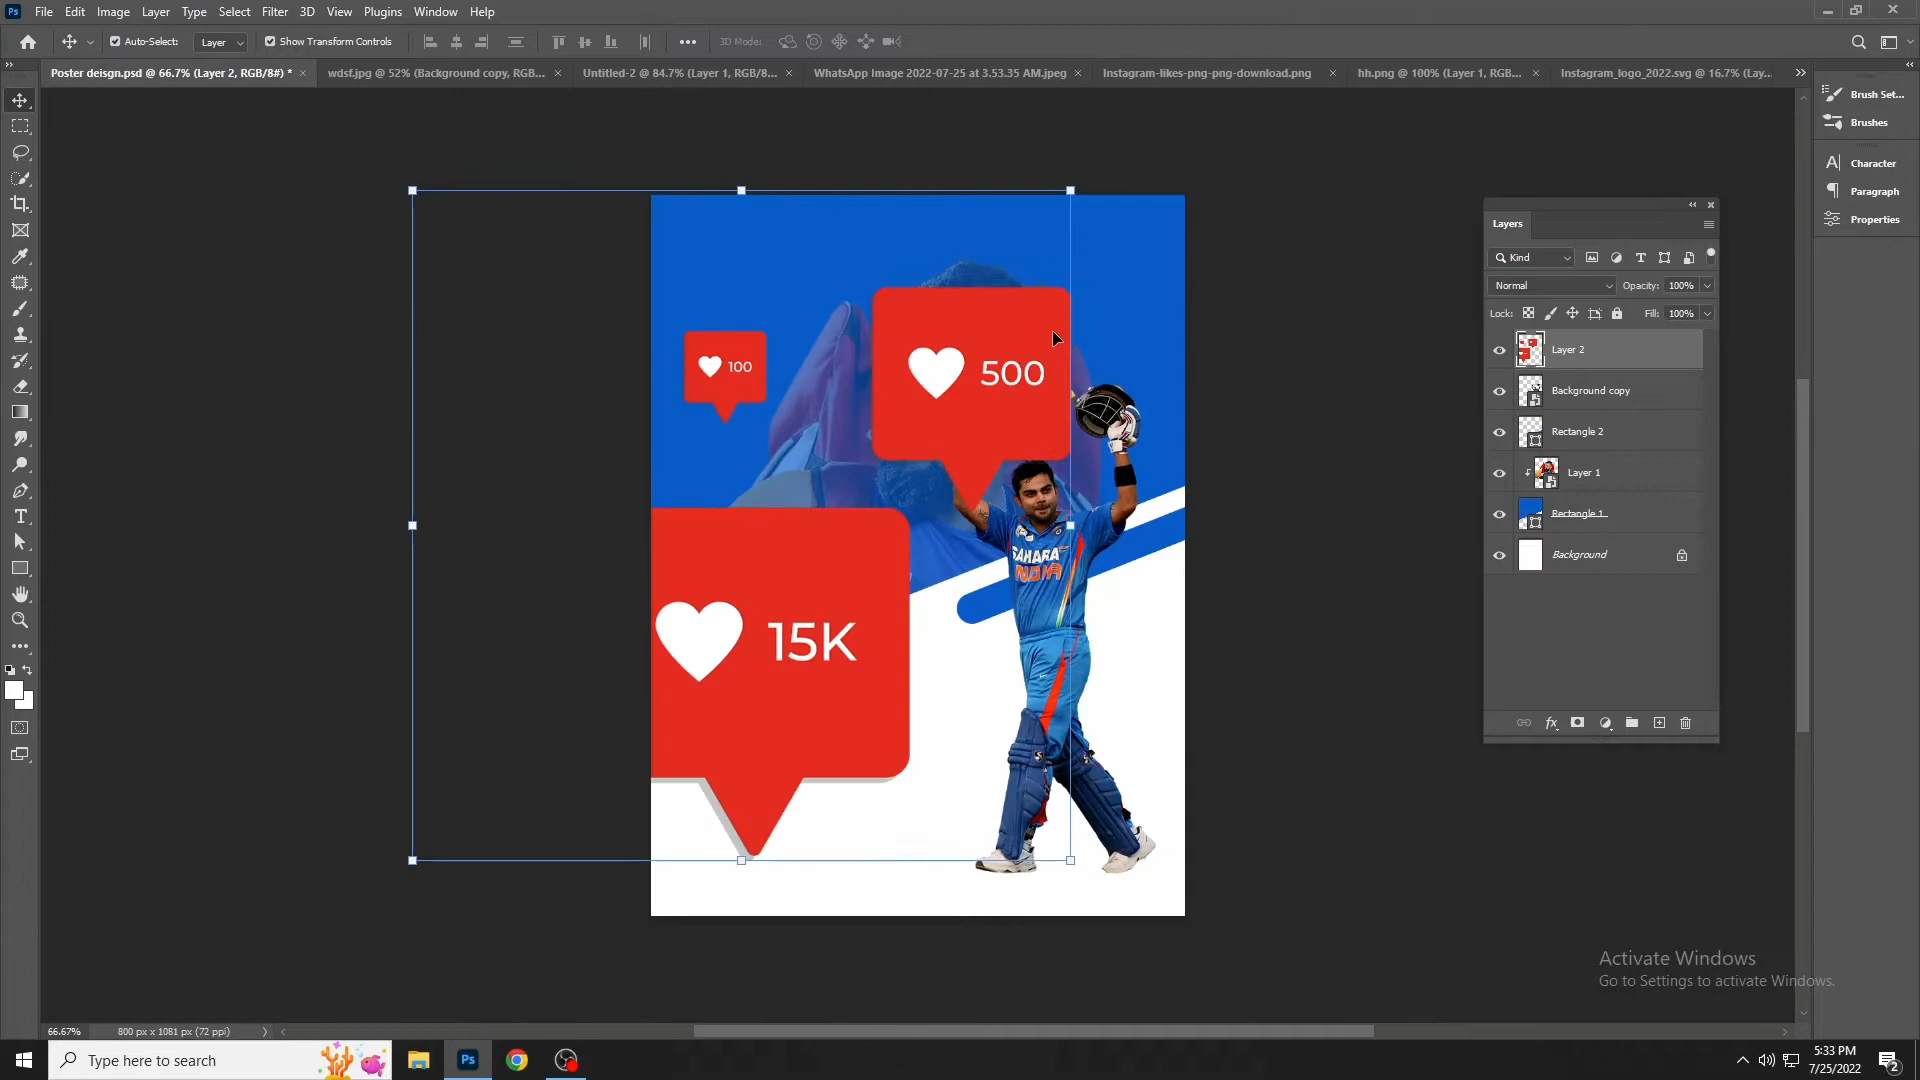 Ps File Edit Image Layer Type Select Filter 3D View Plugins Window Help
Auto-Select: Layer Show Transform Controls 3D Mode:
Poster deisgn.psd @ 66.7% (Layer 2, RGB/8#) * wdsf.jpg @ 52% (Background copy, RGB... Untitled-2 @ 84.7% (Layer 1, RGB/8... WhatsApp Image 2022-07-25 at 3.53.35 AM.jpeg Instagram-likes-png-png-download.png hh.png @ 100% (Layer 1, RGB... Instagram_logo_2022.svg @ 16.7% (Lay...
Brush Set...
Brushes
Character
Paragraph
Properties
Layers
Kind
Normal Opacity: 100%
Lock: Fill: 100%
Layer 2
Background copy
Rectangle 2
Layer 1
Rectangle 1
Background
fx
100
500
SAHARA
INDIA
15K
Activate Windows
Go to Settings to activate Windows.
66.67% 800 px x 1081 px (72 ppi)
Type here to search
Ps
5:33 PM
7/25/2022
2